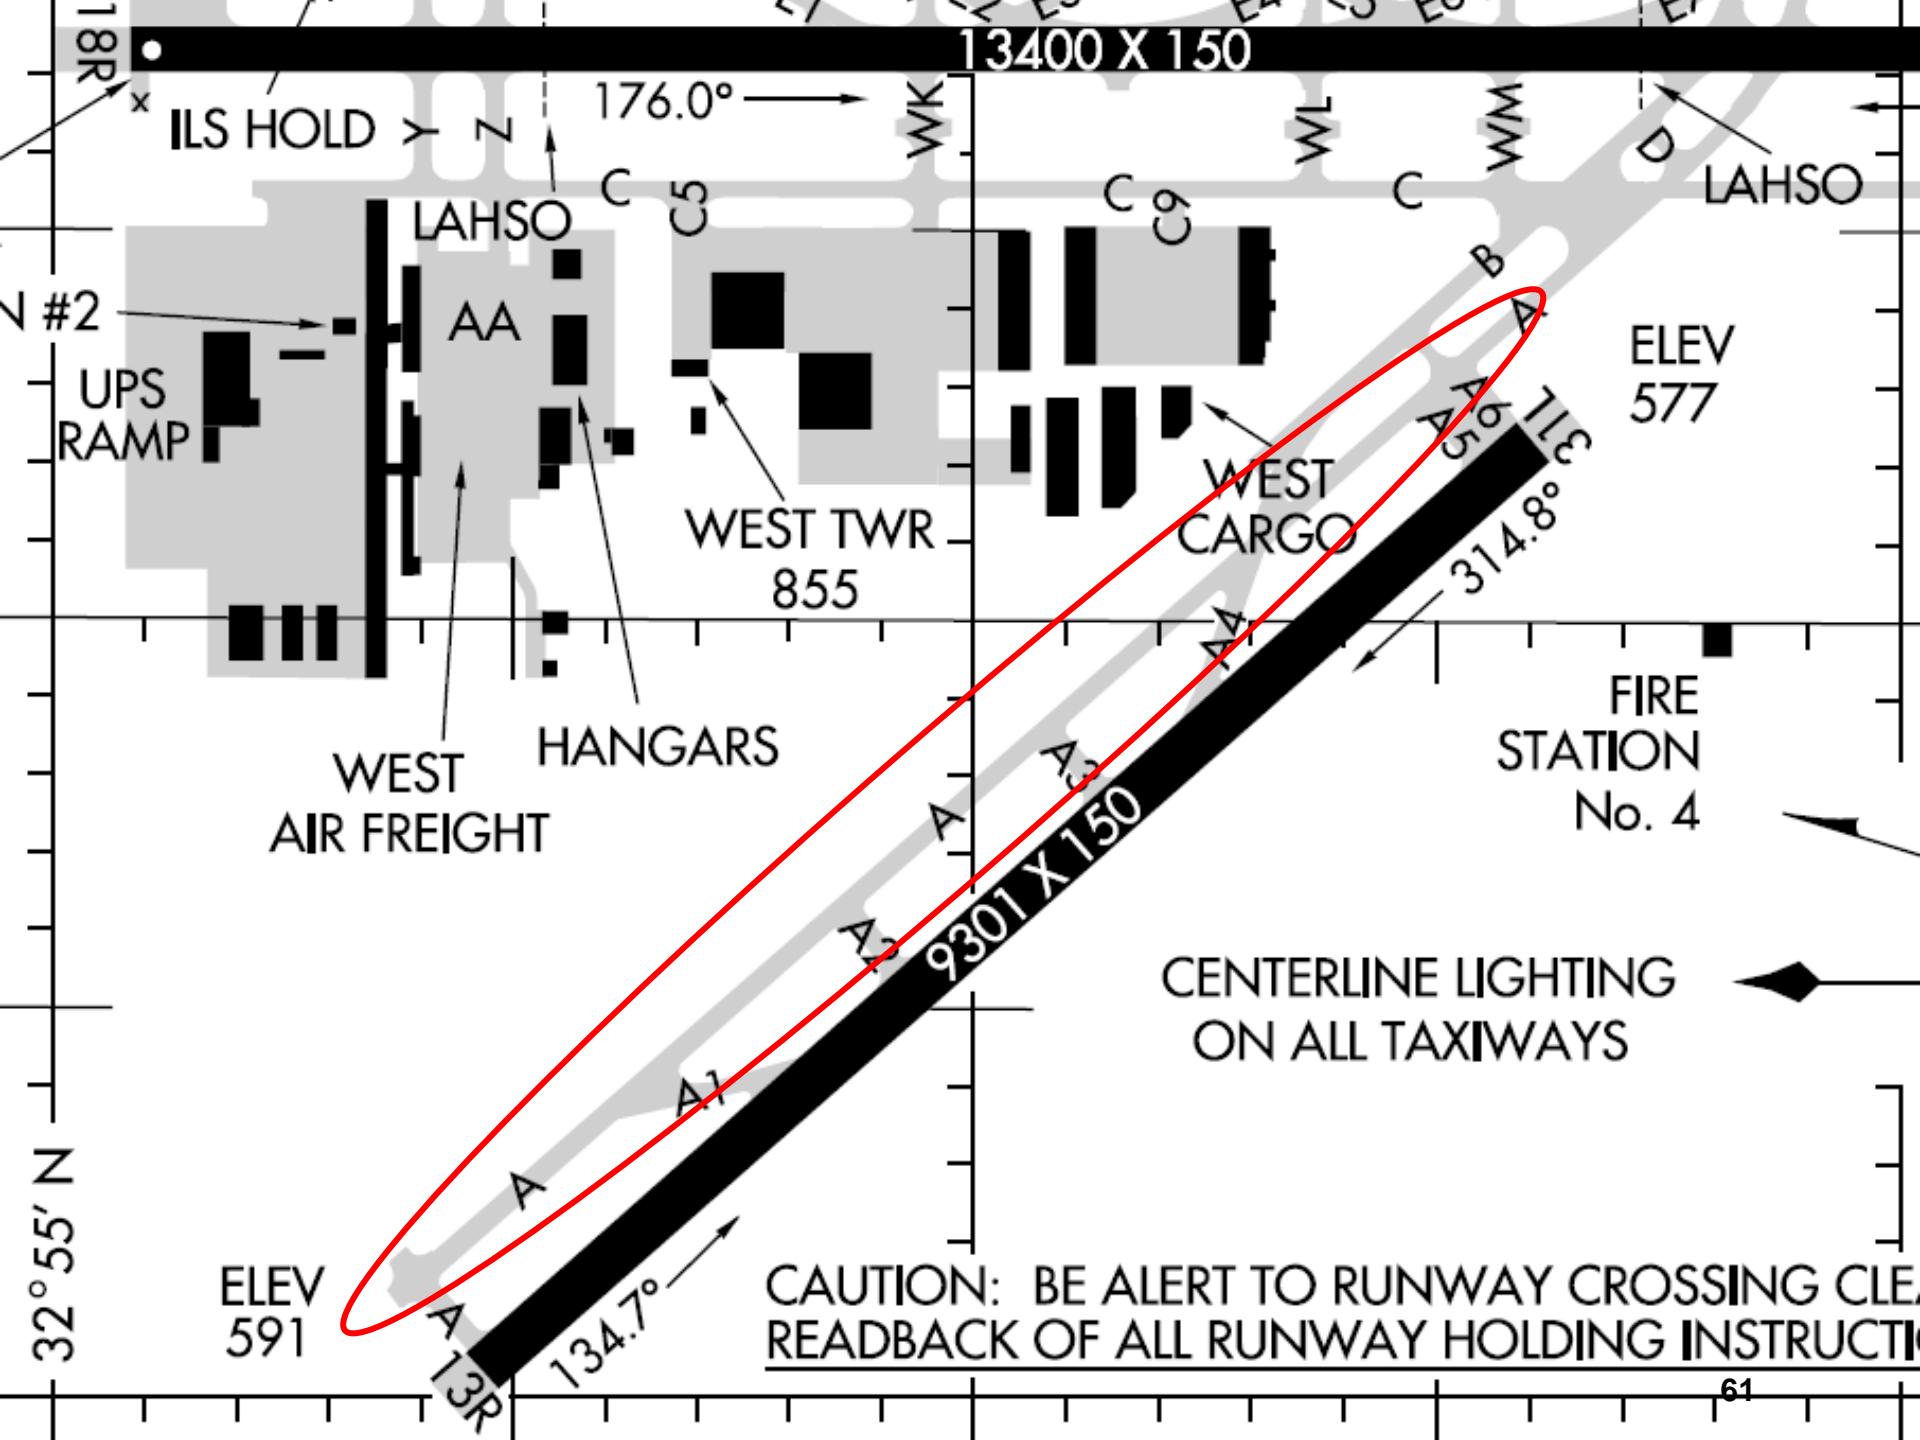 18R
13400 X 150
E4
176.0°
ILS HOLD
Y
Z
WK
WL
WM
D
LAHSO
C
C5
C
C9
C
LAHSO
B
N #2
AA
A
ELEV
577
UPS
RAMP
A6
A5
31L
WEST TWR
855
WEST
CARGO
314.8°
A4
FIRE
STATION
No. 4
HANGARS
WEST
AIR FREIGHT
A3
A
9301 X 150
A2
CENTERLINE LIGHTING
ON ALL TAXIWAYS
A1
A
32°55' N
ELEV
591
A
13R
134.7°
CAUTION: BE ALERT TO RUNWAY CROSSING CLEA
READBACK OF ALL RUNWAY HOLDING INSTRUCTI
61